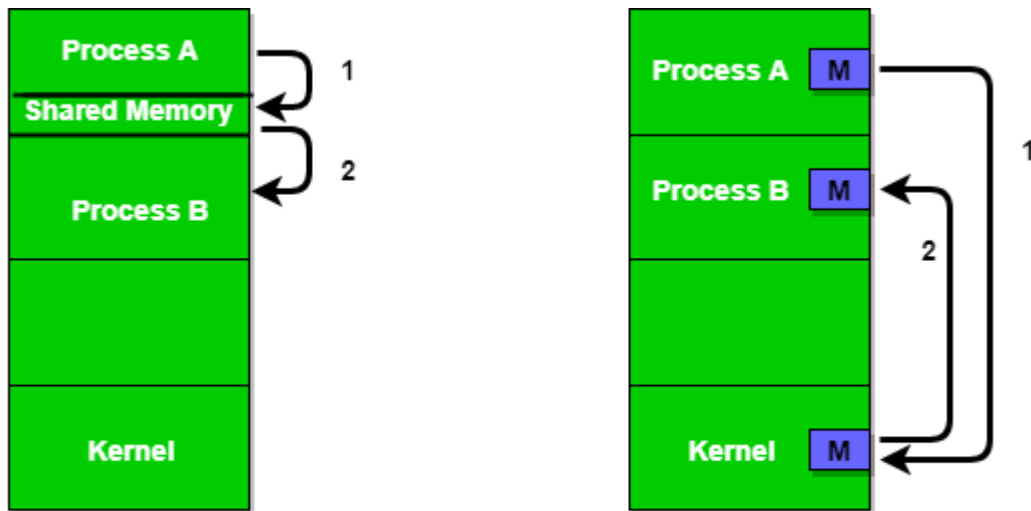 Process A
1
Shared Memory
2
Process B
Kernel
Process A M
1
Process B M
2
Kernel M